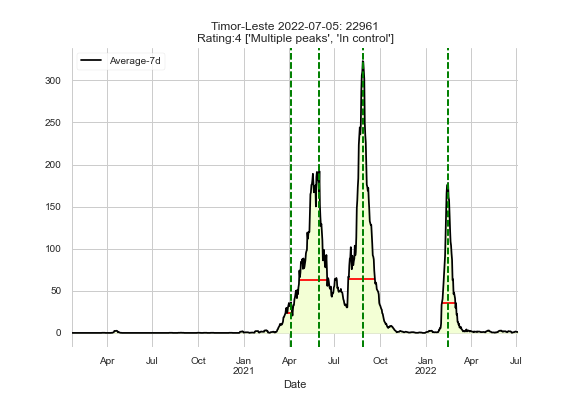 Timor-Leste 2022-07-05: 22961
Rating:4 ['Multiple peaks', 'In control']
Average-7d
300
250
200
150
100
50
0
Apr Jul Oct Jan Apr Jul Oct Jan Apr Jul
2021 2022
Date